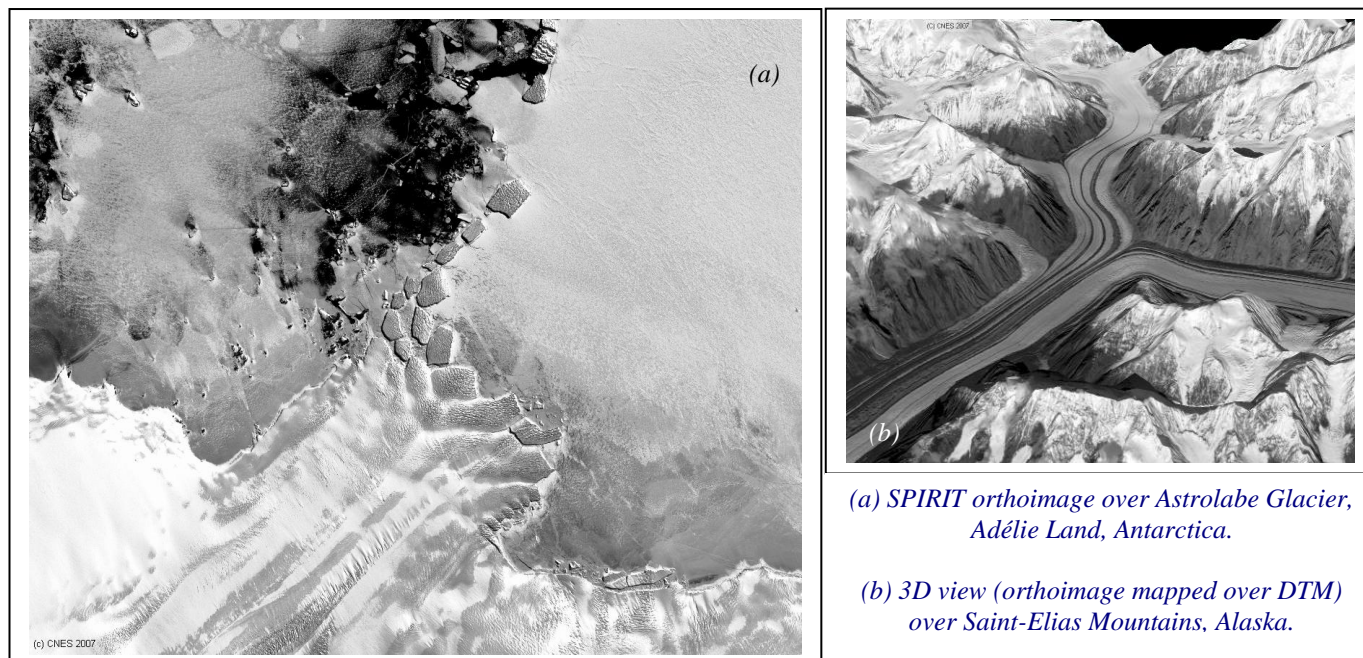 (a)
(c) CNES 2007
(C) CNES 2007
(b)
(a) SPIRIT orthoimage over Astrolabe Glacier,
Adélie Land, Antarctica.
(b) 3D view (orthoimage mapped over DTM)
over Saint-Elias Mountains, Alaska.